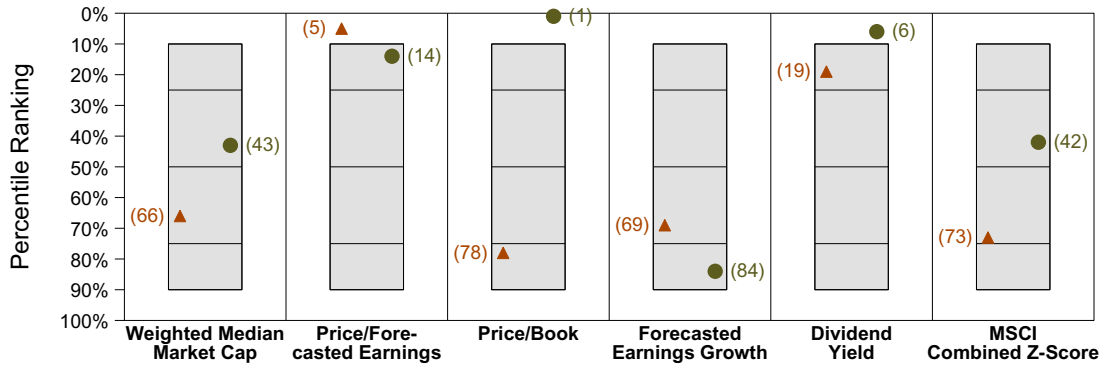 Percentile Ranking
0%
10%
20%
30%
40%
50%
60%
70%
80%
90%
100%
(66)
(43)
(5)
(14)
(78)
(1)
(69)
(84)
(19)
(6)
(73)
(42)
Weighted Median
Market Cap
Price/Fore-
casted Earnings
Price/Book
Forecasted
Earnings Growth
Dividend
Yield
MSCI
Combined Z-Score